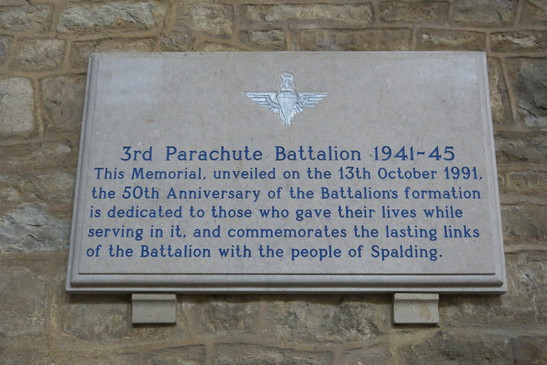 3rd Parachute Battalion 1941-45
This Memorial, unveiled on the 13th October 1991,
the 50th Anniversary of the Battalion's formation
is dedicated to those who gave their lives while
serving in it, and commemorates the lasting links
of the Battalion with the people of Spalding.